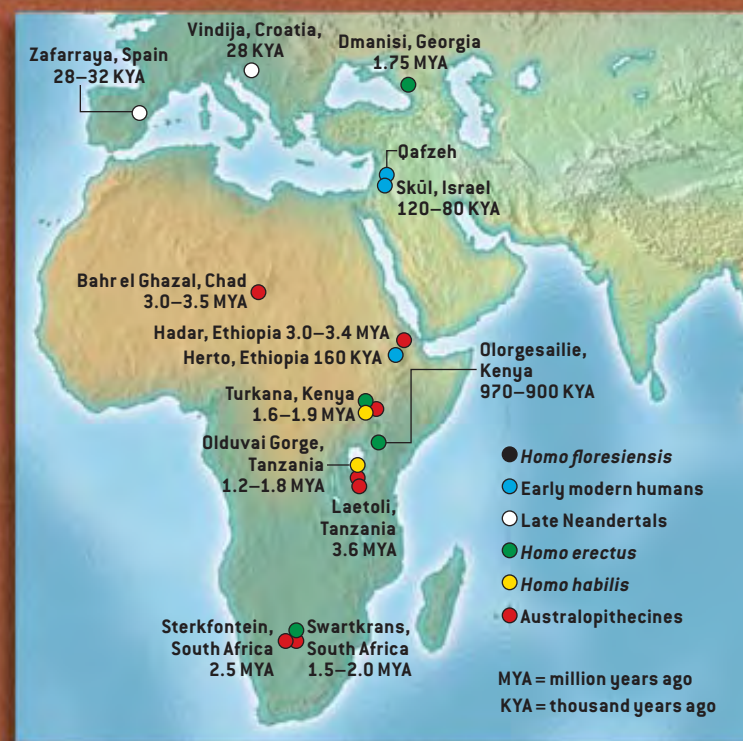 Vindija, Croatia,
28 KYA
Zafarraya, Spain
28–32 KYA
Dmanisi, Georgia
1.75 MYA
Qafzeh
Skūl, Israel
120–80 KYA
Bahr el Ghazal, Chad
3.0–3.5 MYA
Hadar, Ethiopia 3.0–3.4 MYA
Herto, Ethiopia 160 KYA
Olorgesailie,
Kenya
970–900 KYA
Turkana, Kenya
1.6–1.9 MYA
Olduvai Gorge,
Tanzania
1.2–1.8 MYA
Laetoli,
Tanzania
3.6 MYA
Sterkfontein,
South Africa
2.5 MYA
Swartkrans,
South Africa
1.5–2.0 MYA
Homo floresiensis
Early modern humans
Late Neandertals
Homo erectus
Homo habilis
Australopithecines
MYA = million years ago
KYA = thousand years ago